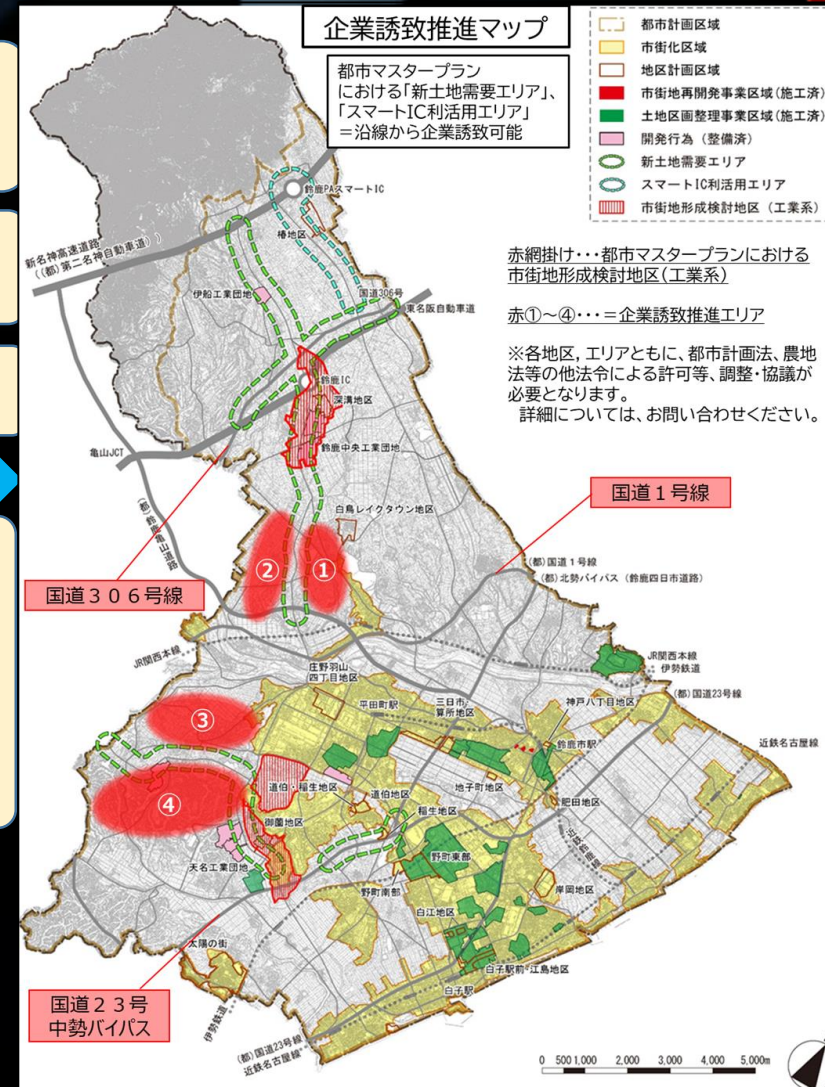 企業誘致推進マップ
都市マスタープラン
における「新土地需要エリア」、
「スマートIC利活用エリア」
＝沿線から企業誘致可能
都市計画区域
市街化区域
地区計画区域
市街地再開発事業区域(施工済)
土地区画整理事業区域(施工済)
開発行為（整備済）
新土地需要エリア
スマートIC利活用エリア
市街地形成検討地区（工業系）
赤網掛け･･･都市マスタープランにおける
市街地形成検討地区(工業系)
赤①～④･･･＝企業誘致推進エリア
※各地区，エリアともに、都市計画法、農地
法等の他法令による許可等、調整・協議が
必要となります。
詳細については、お問い合わせください。
鈴鹿PAスマートIC
椿地区
新名神高速道路
((都)第二名神自動車道))
伊船工業団地
国道306号
東名阪自動車道
鈴鹿IC
深溝地区
鈴鹿中央工業団地
亀山JCT
(都)鈴鹿亀山道路
白鳥レイクタウン地区
国道１号線
②
①
(都)国道１号線
(都)北勢バイパス（鈴鹿四日市道路）
国道３０６号線
JR関西本線
庄野羽山
四丁目地区
JR関西本線
伊勢鉄道
(都)国道23号線
③
平田町駅
三日市・
算所地区
神戸八丁目地区
鈴鹿市駅
近鉄名古屋線
④
道伯・稲生地区
道伯地区
地子町地区
稲生地区
肥田地区
御薗地区
近鉄鈴鹿線
天名工業団地
野町東部
野町南部
岸岡地区
白江地区
太陽の街
白子駅前・江島地区
白子駅
国道２３号
中勢バイパス
伊勢鉄道
(都)国道23号線
近鉄名古屋線
0 500 1,000 2,000 3,000 4,000 5,000m